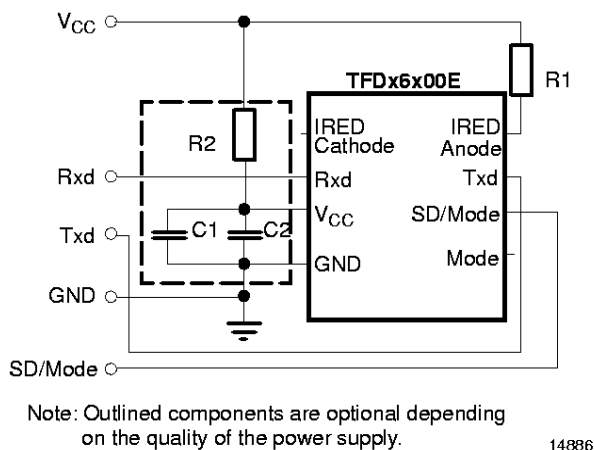 VCC
TFDx6x00E
R1
R2
IRED
Cathode
IRED
Anode
Rxd
Rxd
Txd
VCC
SD/Mode
C1
C2
Txd
GND
Mode
GND
SD/Mode
Note: Outlined components are optional depending
on the quality of the power supply.
14886